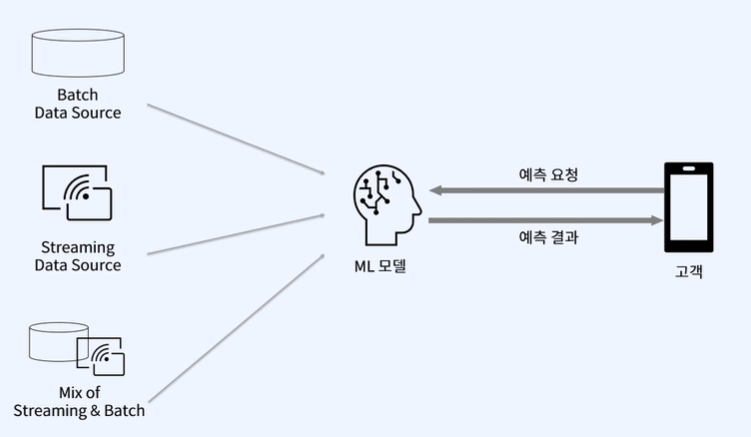 Batch
Data Source
Streaming
Data Source
Mix of
Streaming & Batch
ML 모델
예측 요청
예측 결과
고객